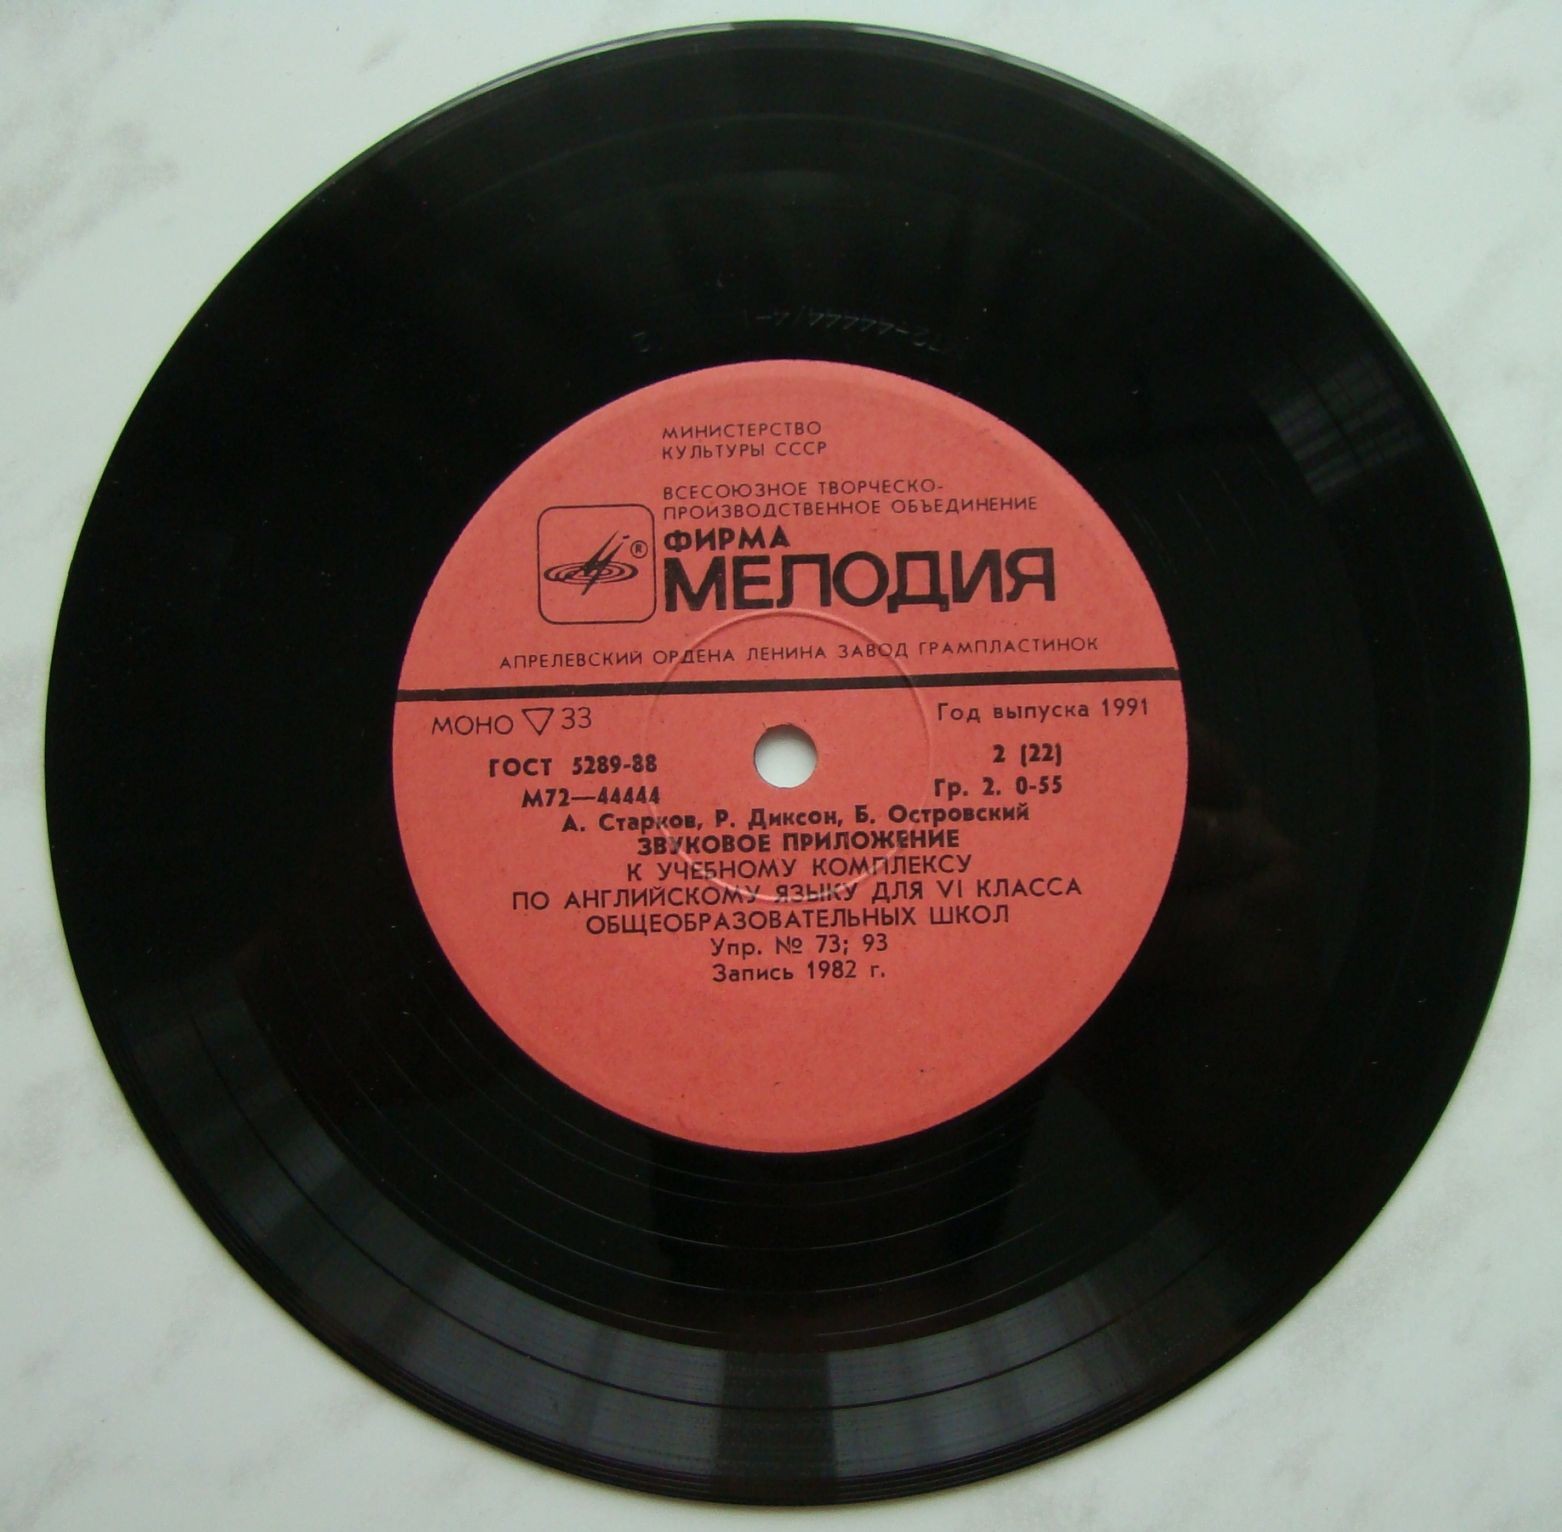 МИНИСТЕРСТВО
КУЛЬТУРЫ СССР
ВСЕСОЮЗНОЕ ТВОРЧЕСКО-
ПРОИЗВОДСТВЕННОЕ ОБЪЕДИНЕНИЕ
®
ФИРМА
МЕЛОДИЯ
АПРЕЛЕВСКИЙ ОРДЕНА ЛЕНИНА ЗАВОД ГРАМПЛАСТИНОК
МОНО ▽ 33
Год выпуска 1991
ГОСТ 5289-88
2 (22)
М72—44444
Гр. 2. 0-55
А. Старков, Р. Диксон, Б. Островский
ЗВУКОВОЕ ПРИЛОЖЕНИЕ
К УЧЕБНОМУ КОМПЛЕКСУ
ПО АНГЛИЙСКОМУ ЯЗЫКУ ДЛЯ VI КЛАССА
ОБЩЕОБРАЗОВАТЕЛЬНЫХ ШКОЛ
Упр. № 73; 93
Запись 1982 г.